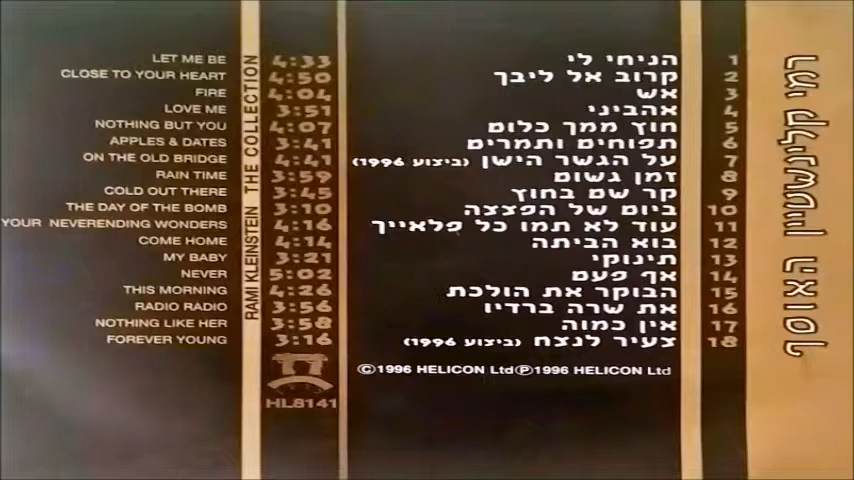 רמי קליינשטיין האוסף
1 הניחי לי 4:33 LET ME BE
2 קרוב אל ליבך 4:50 CLOSE TO YOUR HEART
3 אש 4:04 FIRE
4 אהביני 3:51 LOVE ME
5 חוץ ממך כלום 4:07 NOTHING BUT YOU
6 תפוחים ותמרים 3:41 APPLES & DATES
7 על הגשר הישן (ביצוע 1996) 4:41 ON THE OLD BRIDGE
8 זמן גשום 3:59 RAIN TIME
9 קר שם בחוץ 3:45 COLD OUT THERE
10 ביום של הפצצה 3:10 THE DAY OF THE BOMB
11 עוד לא תמו כל פלאייך 4:16 YOUR NEVERENDING WONDERS
12 בוא הביתה 4:14 COME HOME
13 תינוקי 3:21 MY BABY
14 אף פעם 5:02 NEVER
15 הבוקר את הולכת 4:26 THIS MORNING
16 את שרה ברדיו 3:56 RADIO RADIO
17 אין כמוה 3:58 NOTHING LIKE HER
18 צעיר לנצח (ביצוע 1996) 3:16 FOREVER YOUNG
©1996 HELICON Ltd℗1996 HELICON Ltd
HL8141
RAMI KLEINSTEIN THE COLLECTION